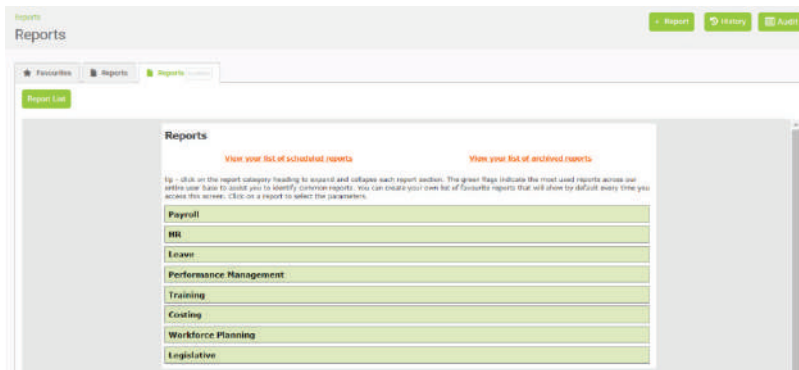 Reports
Reports
+ Report
History
Audit
Favourites
Reports
Reports
Report List
Reports
View your list of scheduled reports
View your list of archived reports
tip - click on the report category heading to expand and collapse each report section. The green flags indicate the most used reports across our
entire user base to assist you to identify common reports. You can create your own list of favourite reports that will show by default every time you
access this screen. Click on a report to select the parameters.
Payroll
HR
Leave
Performance Management
Training
Costing
Workforce Planning
Legislative